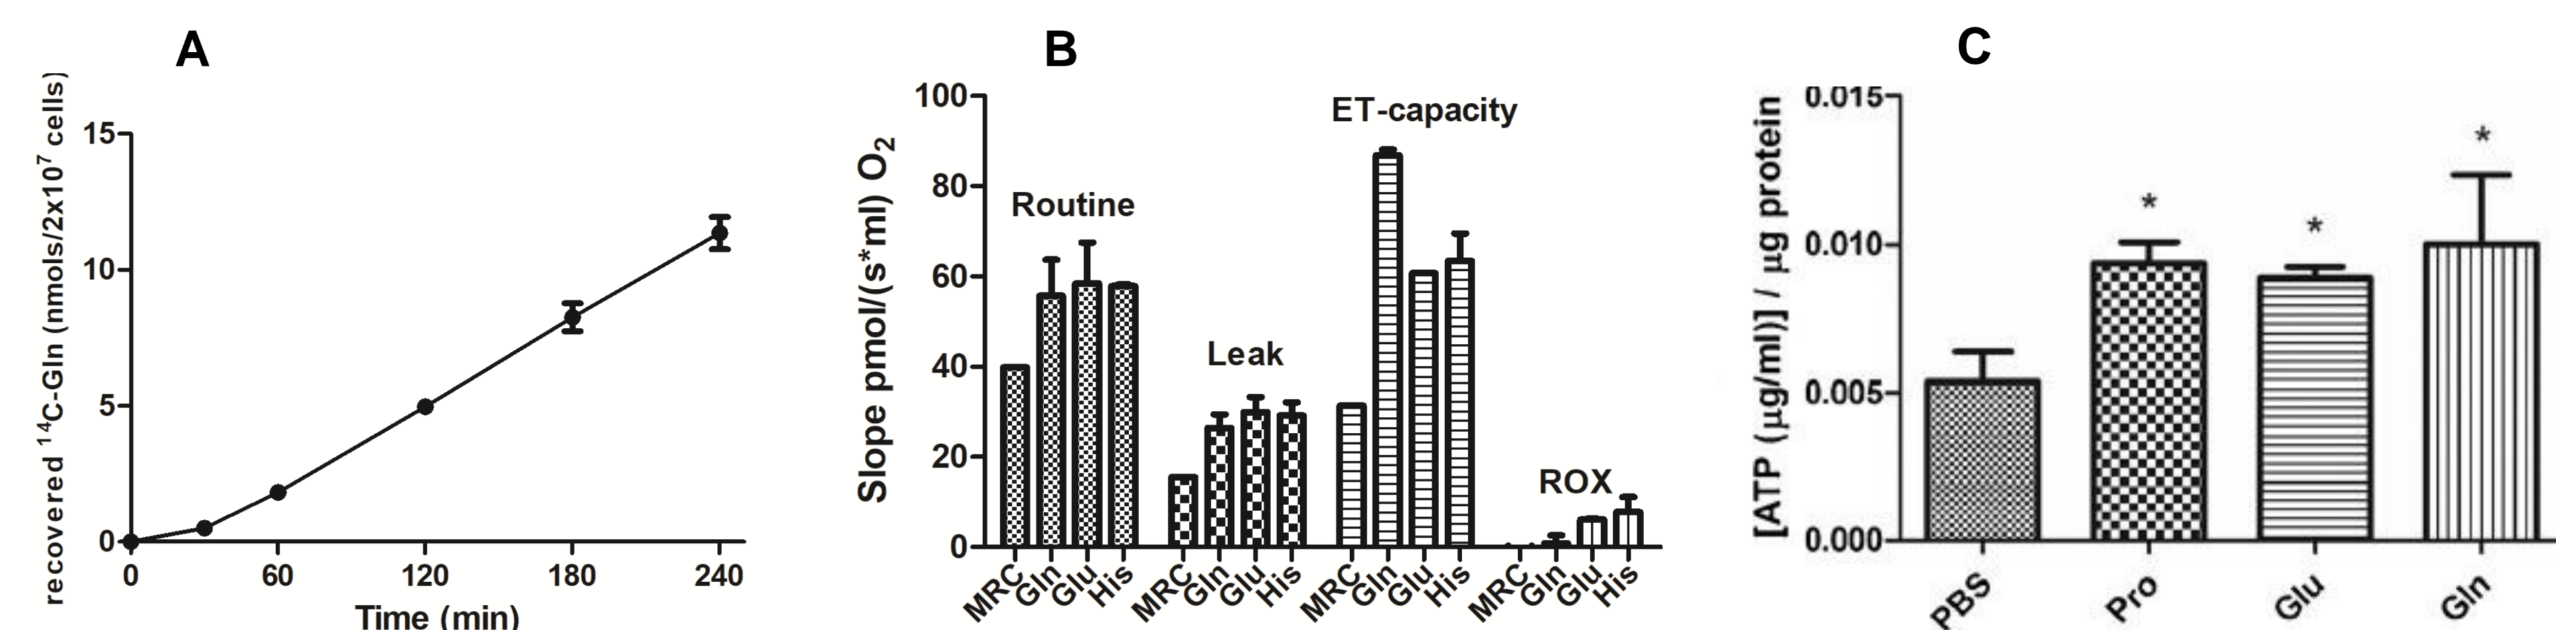 A
recovered ¹⁴C-Gln (nmols/2x10⁷ cells)
15
10
5
0
0 60 120 180 240
Time (min)
B
Slope pmol/(s*ml) O₂
100
80
60
40
20
0
Routine
Leak
ET-capacity
ROX
MRC Gln Glu His MRC Gln Glu His MRC Gln Glu His MRC Gln Glu His
C
[ATP (µg/ml)] / µg protein
0.015
0.010
0.005
0.000
* * *
PBS Pro Glu Gln